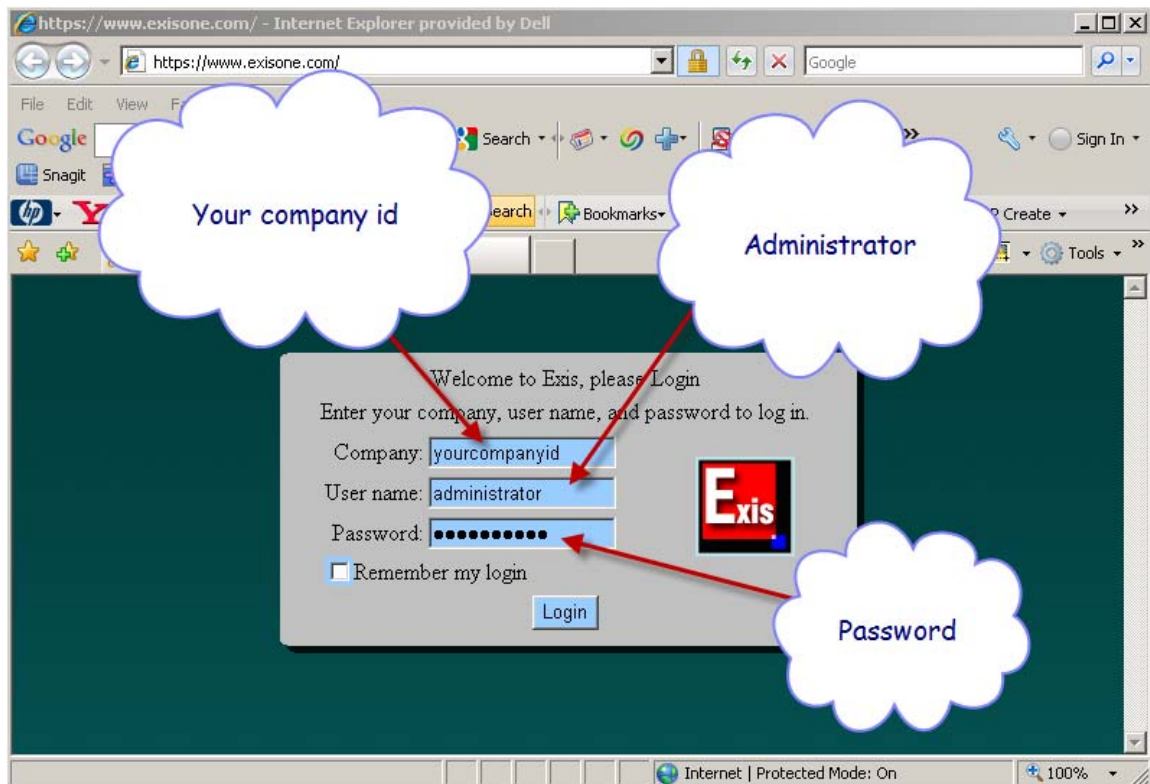 https://www.exisone.com/ - Internet Explorer provided by Dell
https://www.exisone.com/
Google
File Edit View
Google Search Sign In
Snagit
hp Bookmarks Create
Tools
Your company id
Administrator
Welcome to Exis, please Login
Enter your company, user name, and password to log in.
Company: yourcompanyid
User name: administrator
Exis
Password: ••••••••••
Remember my login
Login
Password
Internet | Protected Mode: On 100%